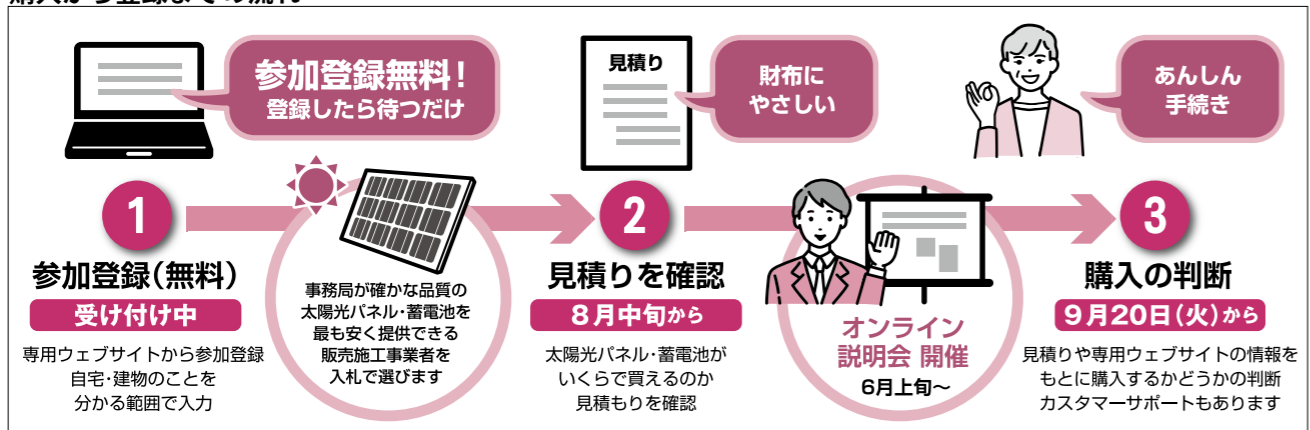 購入から登録までの流れ
参加登録無料!
登録したら待つだけ
見積り
財布に
やさしい
あんしん
手続き
1
参加登録(無料)
受け付け中
専用ウェブサイトから参加登録
自宅・建物のことを
分かる範囲で入力
事務局が確かな品質の
太陽光パネル・蓄電池を
最も安く提供できる
販売施工事業者を
入札で選びます
2
見積りを確認
8月中旬から
太陽光パネル・蓄電池が
いくらで買えるのか
見積もりを確認
オンライン
説明会 開催
6月上旬~
3
購入の判断
9月20日(火)から
見積りや専用ウェブサイトの情報を
もとに購入するかどうかの判断
カスタマーサポートもあります